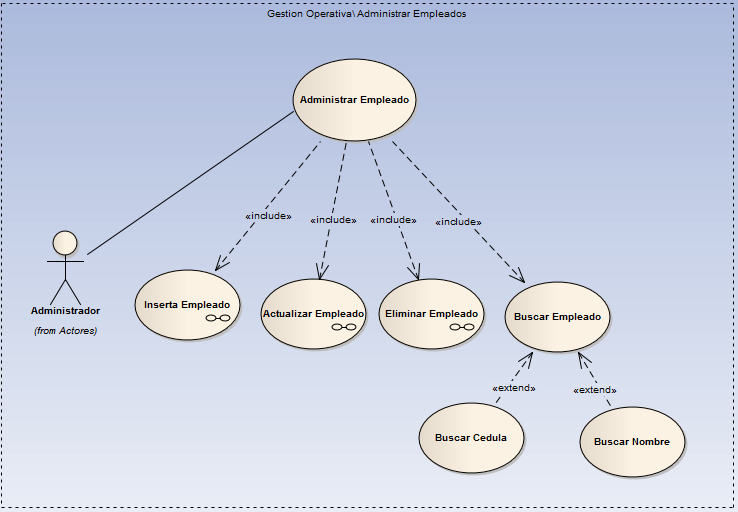 Gestion Operativa\ Administrar Empleados
Administrar Empleado
«include»
«include»
«include»
«include»
Administrador
(from Actores)
Inserta Empleado
Actualizar Empleado
Eliminar Empleado
Buscar Empleado
«extend»
«extend»
Buscar Cedula
Buscar Nombre